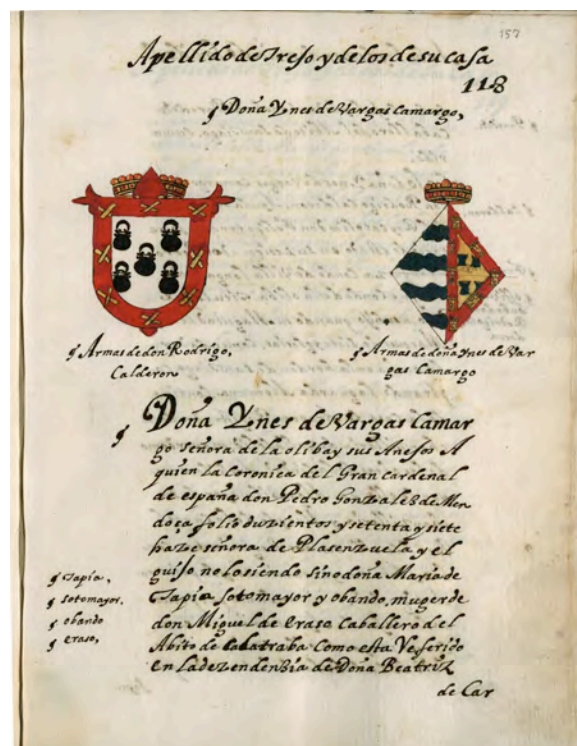 157
Apellido de Trejo y de los de su casa
118
q Doña Ynes de Vargas Camargo,
q Armas de don Rodrigo,
Calderon
q Armas de doña Ynes de Var
gas Camargo
q Doña Ynes de Vargas Camar
go señora de la oliba y sus Anejos A
quien la Coronica del Gran Cardenal
de españa don Pedro Gonzalez de Men
doça folio duzientos y setenta y siete
haze señora de Plasenzuela y el
guijo no lo siendo sino doña Maria de
Tapia sotomayor y obando, muger de
don Miguel de eraso Caballero del
Abito de Calatraba Como esta Referido
en la dezendenzia de Doña Beatriz
de Car
q Tapia,
q Sotomayor.
q obando
q eraso,